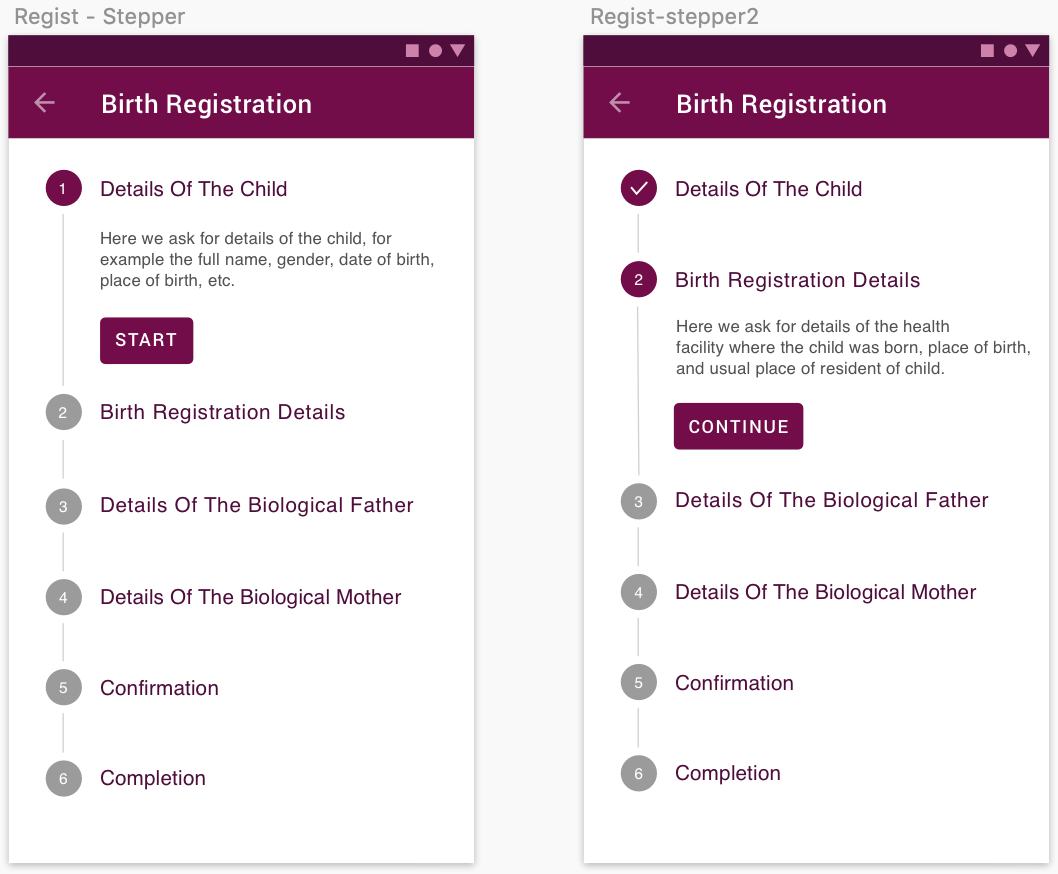 Regist - Stepper
Birth Registration
1
Details Of The Child
Here we ask for details of the child, for
example the full name, gender, date of birth,
place of birth, etc.
START
2
Birth Registration Details
3
Details Of The Biological Father
4
Details Of The Biological Mother
5
Confirmation
6
Completion
Regist-stepper2
Birth Registration
Details Of The Child
2
Birth Registration Details
Here we ask for details of the health
facility where the child was born, place of birth,
and usual place of resident of child.
CONTINUE
3
Details Of The Biological Father
4
Details Of The Biological Mother
5
Confirmation
6
Completion